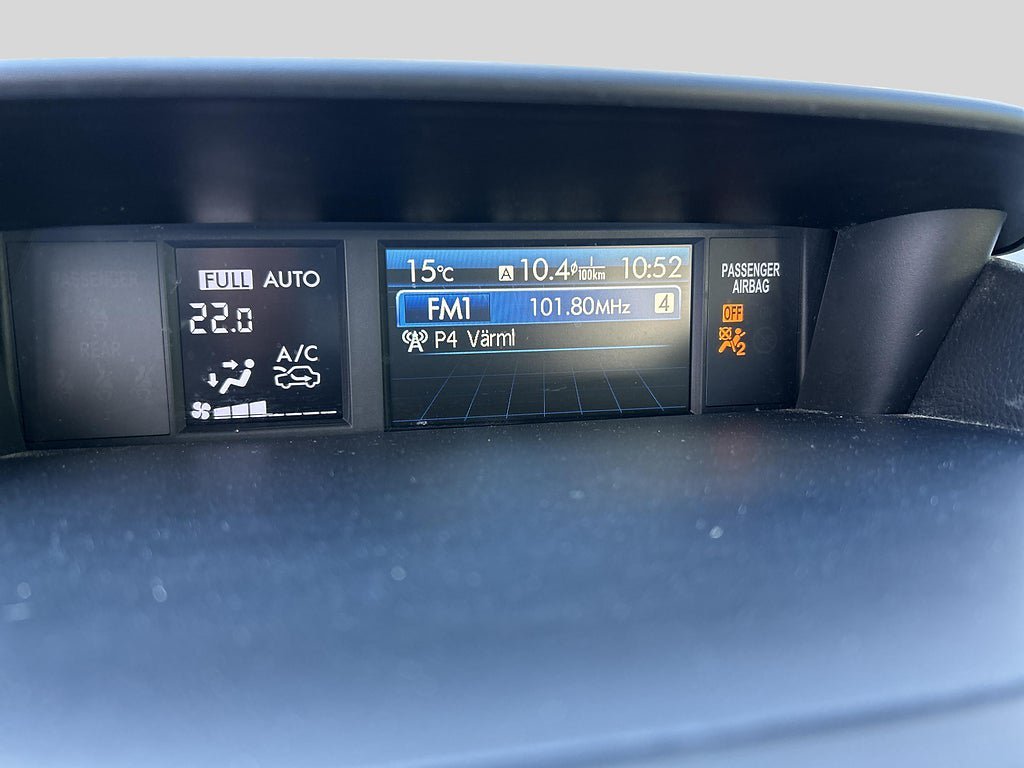 FULL AUTO
22.0
A/C
15°C A 10.4 ø l/100km 10:52
FM1 101.80MHz 4
P4 Värml
PASSENGER
AIRBAG
OFF
2